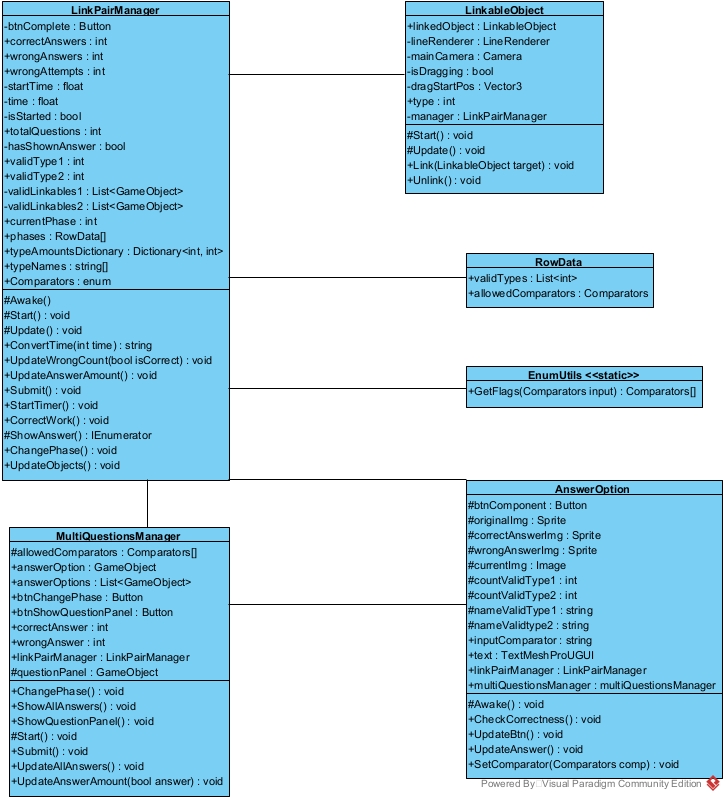 LinkPairManager
-btnComplete : Button
+correctAnswers : int
+wrongAnswers : int
+wrongAttempts : int
-startTime : float
-time : float
-isStarted : bool
+totalQuestions : int
-hasShownAnswer : bool
+validType1 : int
+validType2 : int
-validLinkables1 : List<GameObject>
-validLinkables2 : List<GameObject>
+currentPhase : int
+phases : RowData[]
+typeAmountsDictionary : Dictionary<int, int>
+typeNames : string[]
+Comparators : enum
#Awake()
#Start() : void
#Update() : void
+ConvertTime(int time) : string
+UpdateWrongCount(bool isCorrect) : void
+UpdateAnswerAmount() : void
+Submit() : void
+StartTimer() : void
+CorrectWork() : void
#ShowAnswer() : IEnumerator
+ChangePhase() : void
+UpdateObjects() : void
LinkableObject
+linkedObject : LinkableObject
-lineRenderer : LineRenderer
-mainCamera : Camera
-isDragging : bool
-dragStartPos : Vector3
+type : int
-manager : LinkPairManager
#Start() : void
#Update() : void
+Link(LinkableObject target) : void
+Unlink() : void
RowData
+validTypes : List<int>
+allowedComparators : Comparators
EnumUtils <<static>>
+GetFlags(Comparators input) : Comparators[]
MultiQuestionsManager
#allowedComparators : Comparators[]
+answerOption : GameObject
+answerOptions : List<GameObject>
+btnChangePhase : Button
+btnShowQuestionPanel : Button
+correctAnswer : int
+wrongAnswer : int
+linkPairManager : LinkPairManager
#questionPanel : GameObject
+ChangePhase() : void
+ShowAllAnswers() : void
+ShowQuestionPanel() : void
#Start() : void
+Submit() : void
+UpdateAllAnswers() : void
+UpdateAnswerAmount(bool answer) : void
AnswerOption
#btnComponent : Button
#originalImg : Sprite
#correctAnswerImg : Sprite
#wrongAnswerImg : Sprite
#currentImg : Image
#countValidType1 : int
#countValidType2 : int
#nameValidType1 : string
#nameValidtype2 : string
+inputComparator : string
+text : TextMeshProUGUI
+linkPairManager : LinkPairManager
+multiQuestionsManager : multiQuestionsManager
#Awake() : void
+CheckCorrectness() : void
+UpdateBtn() : void
+UpdateAnswer() : void
+SetComparator(Comparators comp) : void
Powered By Visual Paradigm Community Edition